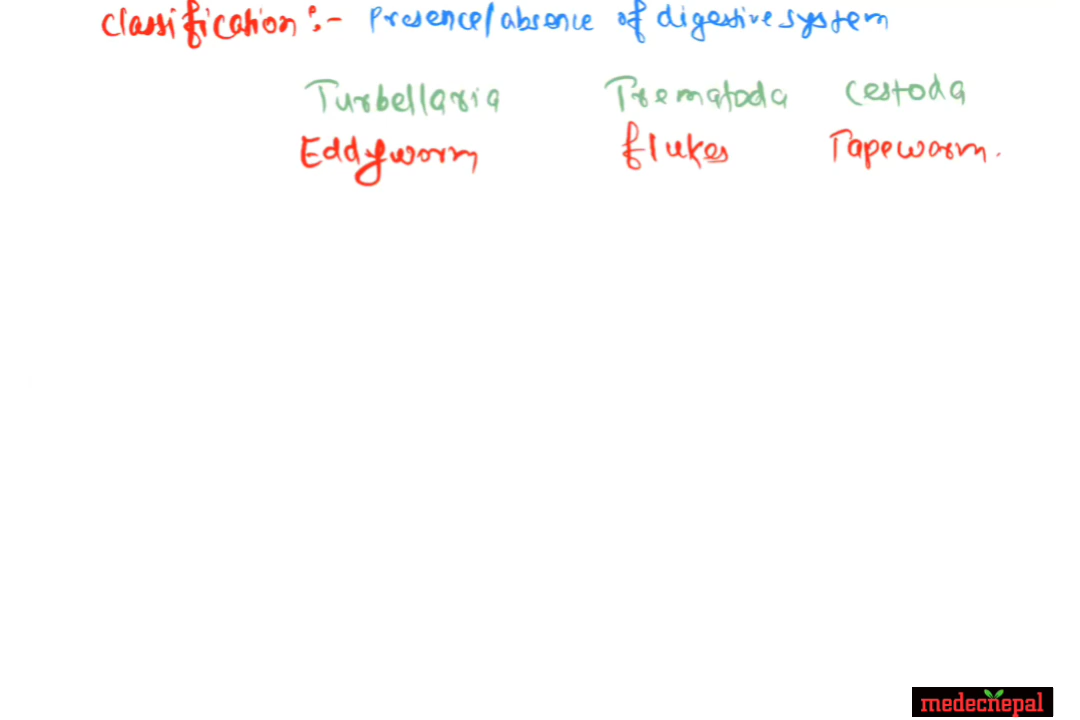 Classification :- Presence/absence of digestive system
Turbellaria Trematoda Cestoda
Eddyworm flukes Tapeworm.
medecnepal